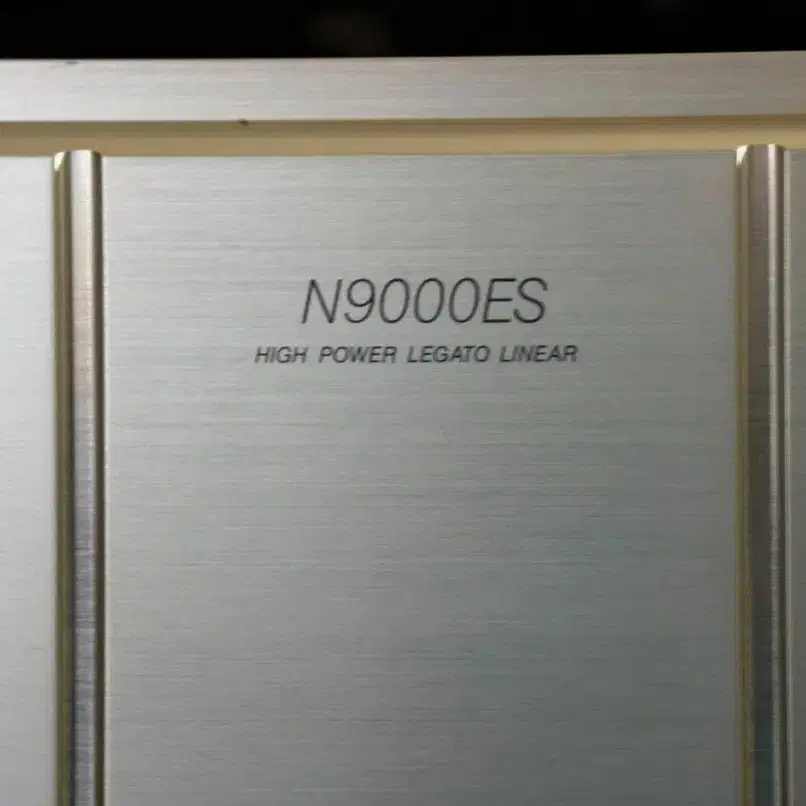 N9000ES
HIGH POWER LEGATO LINEAR